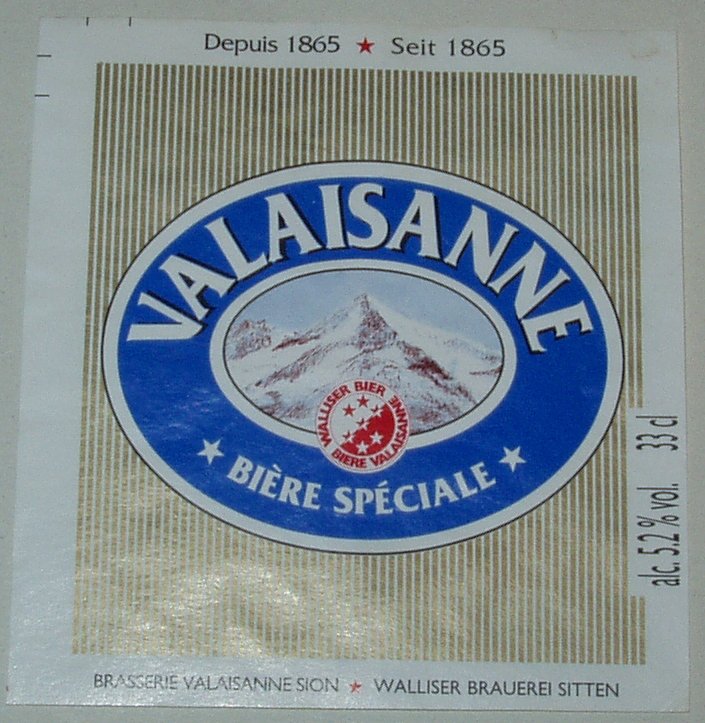 Depuis 1865 ★ Seit 1865
VALAISANNE
WALLISER BIER
BIERE VALAISANNE
★ BIÈRE SPÉCIALE ★
alc. 5.2 % vol. 33 cl
BRASSERIE VALAISANNE SION ★ WALLISER BRAUEREI SITTEN